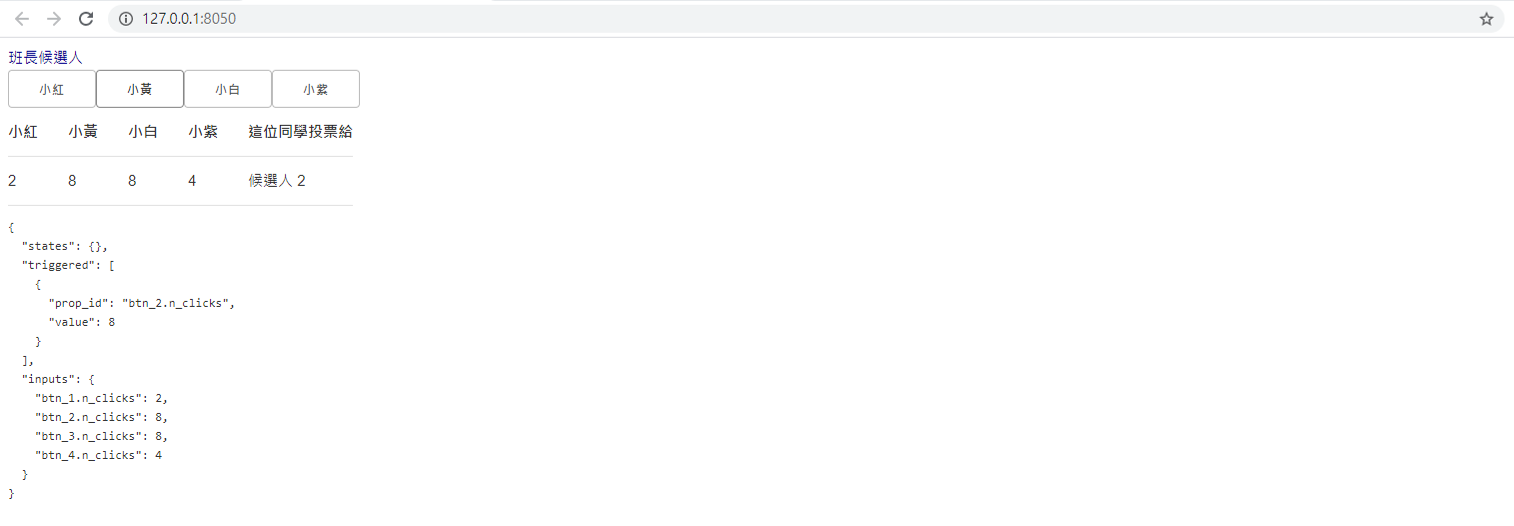 127.0.0.1:8050
班長候選人
小紅 小黃 小白 小紫
小紅 小黃 小白 小紫 這位同學投票給
2 8 8 4 候選人 2
{
  "states": {},
  "triggered": [
    {
      "prop_id": "btn_2.n_clicks",
      "value": 8
    }
  ],
  "inputs": {
    "btn_1.n_clicks": 2,
    "btn_2.n_clicks": 8,
    "btn_3.n_clicks": 8,
    "btn_4.n_clicks": 4
  }
}